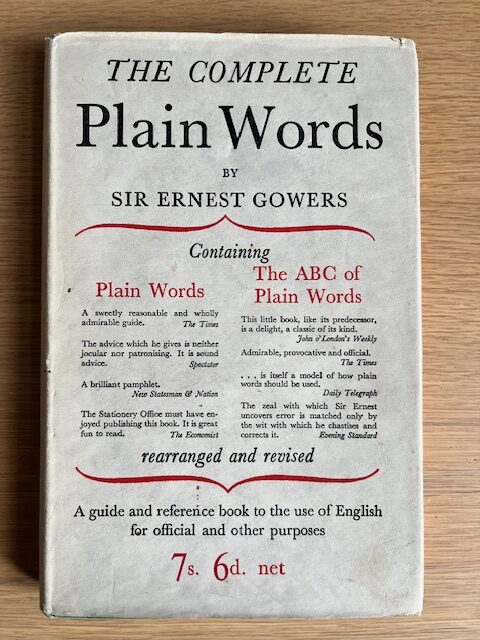 THE COMPLETE
Plain Words
BY
SIR ERNEST GOWERS
Containing
Plain Words
A sweetly reasonable and wholly
admirable guide. The Times
The advice which he gives is neither
jocular nor patronising. It is sound
advice. Spectator
A brilliant pamphlet.
New Statesman & Nation
The Stationery Office must have en-
joyed publishing this book. It is great
fun to read. The Economist
The ABC of
Plain Words
This little book, like its predecessor,
is a delight, a classic of its kind.
John o'London's Weekly
Admirable, provocative and official.
The Times
. . . is itself a model of how plain
words should be used.
Daily Telegraph
The zeal with which Sir Ernest
uncovers error is matched only by
the wit with which he chastises and
corrects it. Evening Standard
rearranged and revised
A guide and reference book to the use of English
for official and other purposes
7s. 6d. net